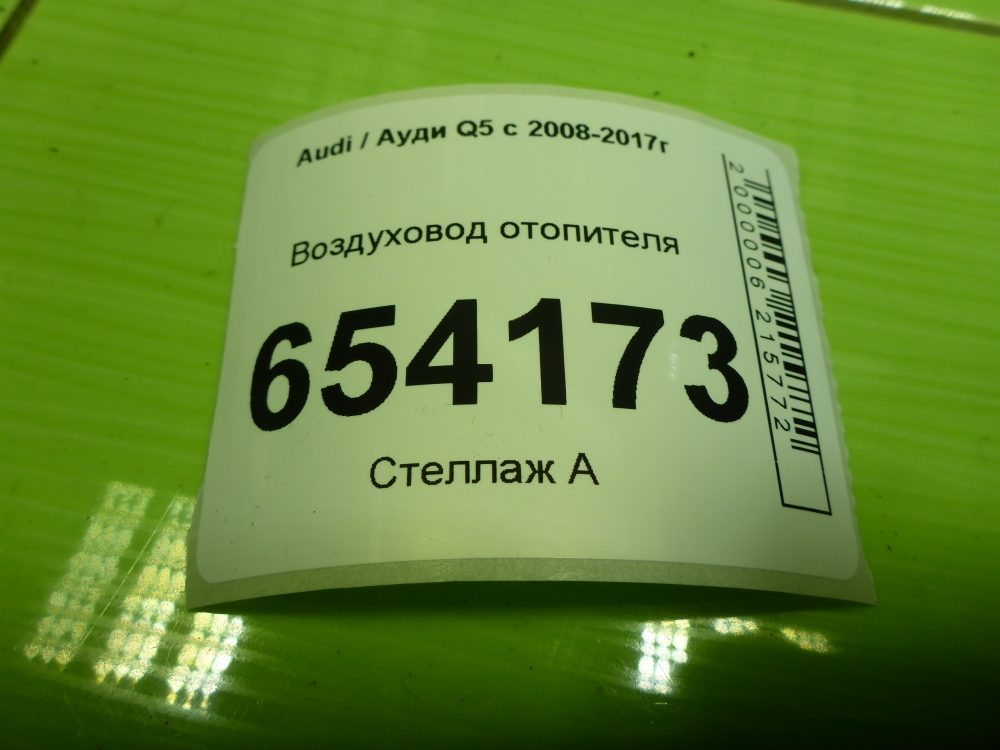 Audi / Ауди Q5 с 2008-2017г
Воздуховод отопителя
654173
Стеллаж А
2000006215772